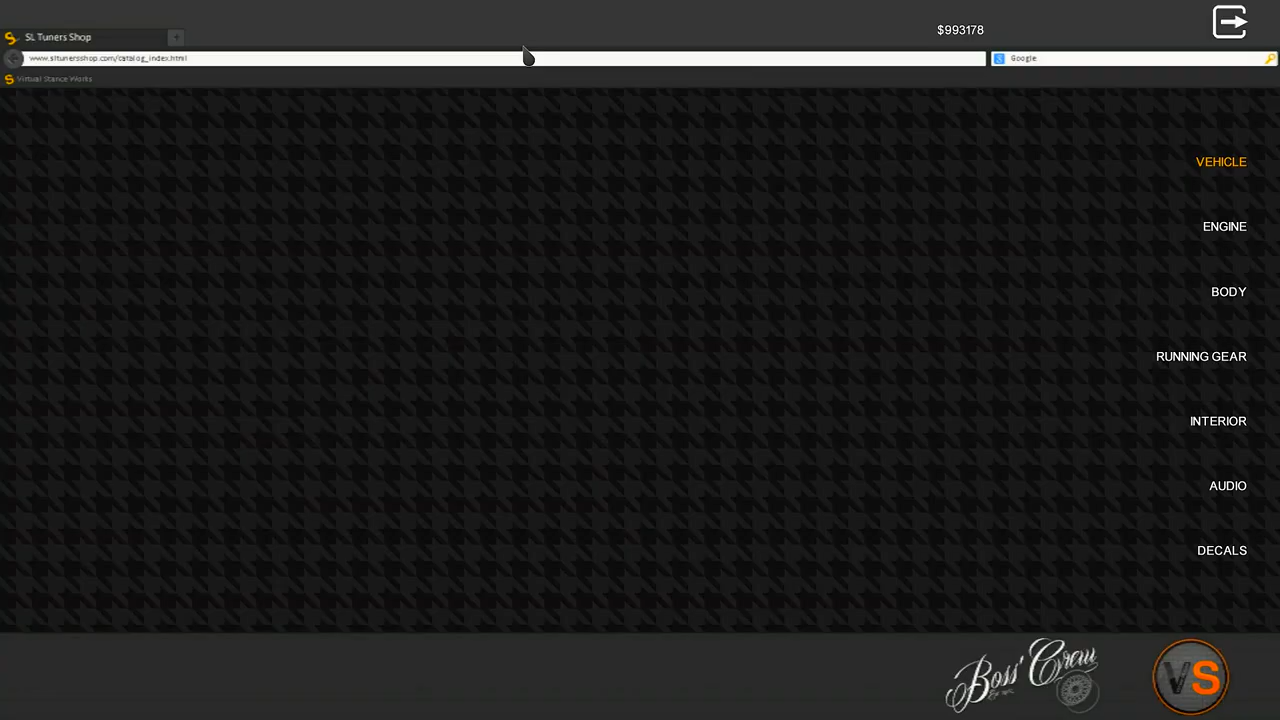 $993178
SL Tuners Shop
www.sltunersshop.com/catalog_index.html
Google
Virtual Stance Works
VEHICLE
ENGINE
BODY
RUNNING GEAR
INTERIOR
AUDIO
DECALS
Boss' Crew
VS